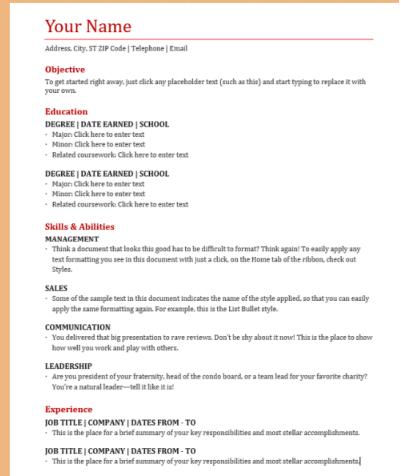 Your Name
Address, City, ST ZIP Code | Telephone | Email
Objective
To get started right away, just click any placeholder text (such as this) and start typing to replace it with
your own.
Education
DEGREE | DATE EARNED | SCHOOL
· Major: Click here to enter text
· Minor: Click here to enter text
· Related coursework: Click here to enter text
DEGREE | DATE EARNED | SCHOOL
· Major: Click here to enter text
· Minor: Click here to enter text
· Related coursework: Click here to enter text
Skills & Abilities
MANAGEMENT
· Think a document that looks this good has to be difficult to format? Think again! To easily apply any
text formatting you see in this document with just a click, on the Home tab of the ribbon, check out
Styles.
SALES
· Some of the sample text in this document indicates the name of the style applied, so that you can easily
apply the same formatting again. For example, this is the List Bullet style.
COMMUNICATION
· You delivered that big presentation to rave reviews. Don't be shy about it now! This is the place to show
how well you work and play with others.
LEADERSHIP
· Are you president of your fraternity, head of the condo board, or a team lead for your favorite charity?
You're a natural leader—tell it like it is!
Experience
JOB TITLE | COMPANY | DATES FROM - TO
· This is the place for a brief summary of your key responsibilities and most stellar accomplishments.
JOB TITLE | COMPANY | DATES FROM - TO
· This is the place for a brief summary of your key responsibilities and most stellar accomplishments.